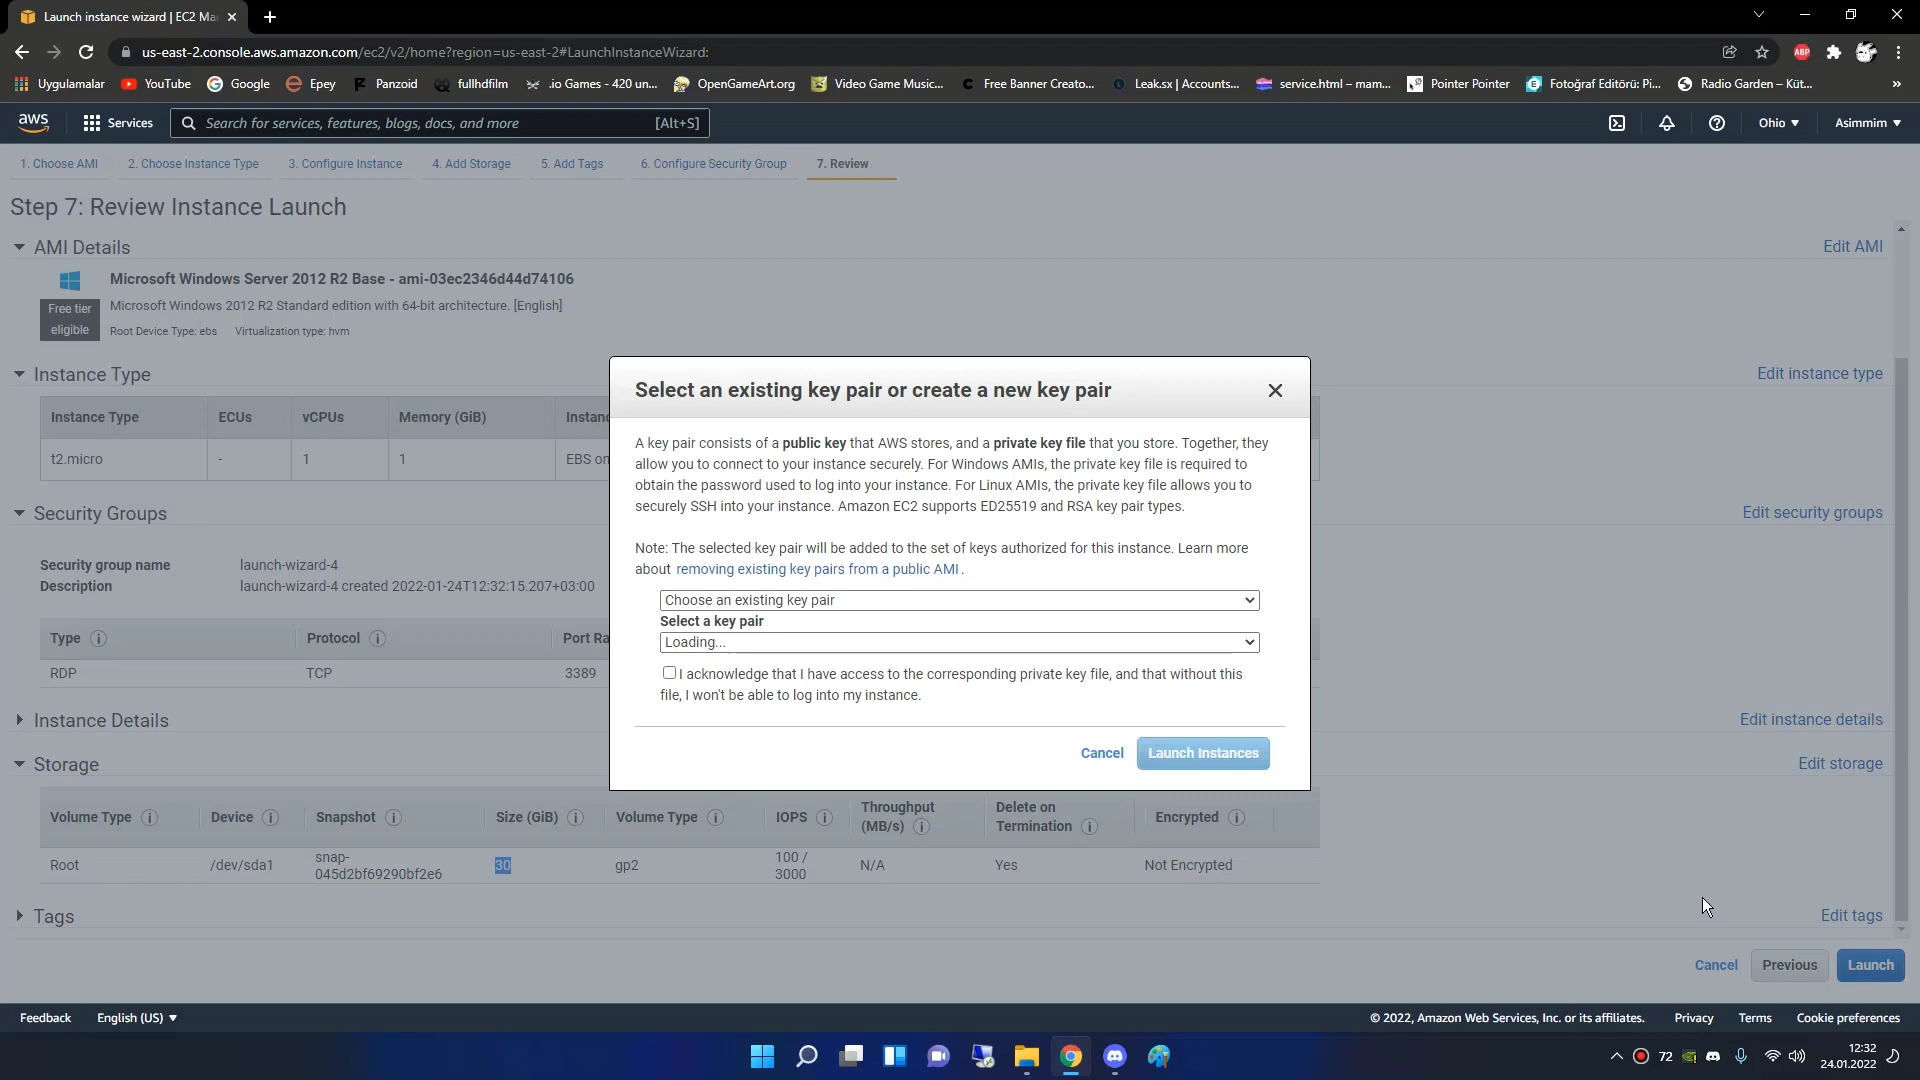 Launch instance wizard | EC2 Ma
us-east-2.console.aws.amazon.com/ec2/v2/home?region=us-east-2#LaunchInstanceWizard:
ABP
Uygulamalar YouTube Google Epey Panzoid fullhdfilm .io Games - 420 un... OpenGameArt.org Video Game Music... Free Banner Creato... Leak.sx | Accounts... service.html – mam... Pointer Pointer Fotoğraf Editörü: Pi... Radio Garden – Küt... »
aws Services Search for services, features, blogs, docs, and more [Alt+S] Ohio Asimmim
1. Choose AMI 2. Choose Instance Type 3. Configure Instance 4. Add Storage 5. Add Tags 6. Configure Security Group 7. Review
Step 7: Review Instance Launch
AMI Details Edit AMI
Microsoft Windows Server 2012 R2 Base - ami-03ec2346d44d74106
Free tier eligible
Microsoft Windows 2012 R2 Standard edition with 64-bit architecture. [English]
Root Device Type: ebs Virtualization type: hvm
Instance Type Edit instance type
Instance Type ECUs vCPUs Memory (GiB) Instan
t2.micro - 1 1 EBS on
Security Groups Edit security groups
Security group name launch-wizard-4
Description launch-wizard-4 created 2022-01-24T12:32:15.207+03:00
Type Protocol Port Ra
RDP TCP 3389
Instance Details Edit instance details
Storage Edit storage
Select an existing key pair or create a new key pair
A key pair consists of a public key that AWS stores, and a private key file that you store. Together, they
allow you to connect to your instance securely. For Windows AMIs, the private key file is required to
obtain the password used to log into your instance. For Linux AMIs, the private key file allows you to
securely SSH into your instance. Amazon EC2 supports ED25519 and RSA key pair types.
Note: The selected key pair will be added to the set of keys authorized for this instance. Learn more
about removing existing key pairs from a public AMI.
Choose an existing key pair
Select a key pair
Loading...
I acknowledge that I have access to the corresponding private key file, and that without this
file, I won't be able to log into my instance.
Cancel Launch Instances
Volume Type Device Snapshot Size (GiB) Volume Type IOPS Throughput (MB/s) Delete on Termination Encrypted
Root /dev/sda1 snap-045d2bf69290bf2e6 30 gp2 100 / 3000 N/A Yes Not Encrypted
Tags Edit tags
Cancel Previous Launch
Feedback English (US) © 2022, Amazon Web Services, Inc. or its affiliates. Privacy Terms Cookie preferences
72 12:32
24.01.2022